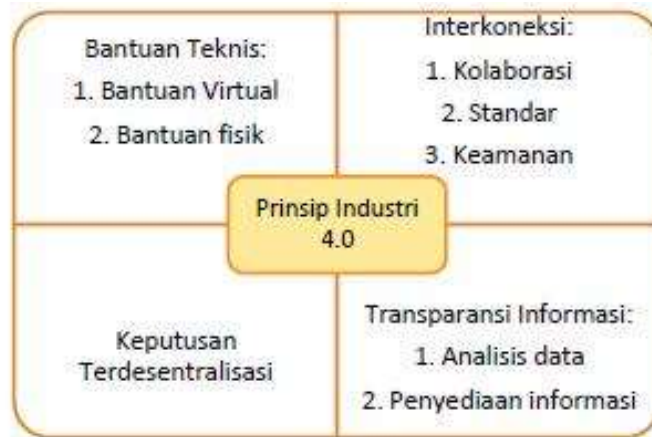 Bantuan Teknis:
1. Bantuan Virtual
2. Bantuan fisik
Interkoneksi:
1. Kolaborasi
2. Standar
3. Keamanan
Prinsip Industri
4.0
Keputusan
Terdesentralisasi
Transparansi Informasi:
1. Analisis data
2. Penyediaan informasi